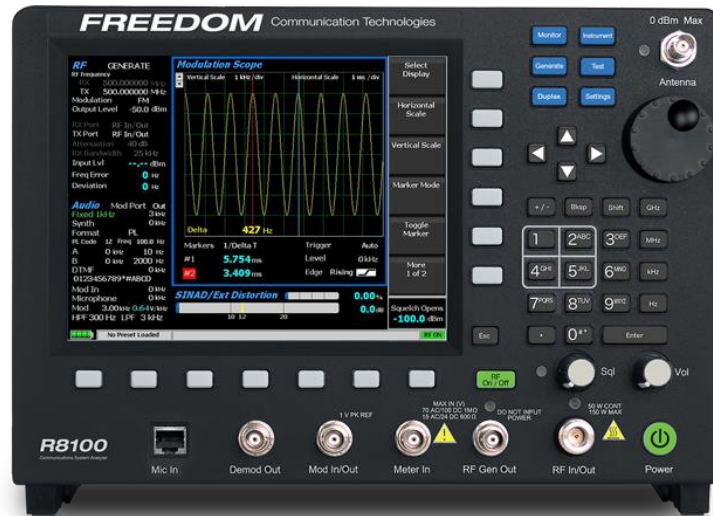 FREEDOM Communication Technologies
0 dBm Max
Antenna
Monitor
Instrument
Generate
Test
Duplex
Settings
RF GENERATE
RF Frequency
RX 500.000000 MHz
TX 500.000000 MHz
Modulation FM
Output Level -50.0 dBm
RX Port RF In/Out
TX Port RF In/Out
Attenuation 40 dB
RX Bandwidth 25 kHz
Input Lvl --.-- dBm
Freq Error 0 Hz
Deviation 0 Hz
Audio Mod Port Out
Fixed 1kHz 3 kHz
Synth 0 kHz
Format PL
PL Code 12 Freq 100.0 Hz
A 0 kHz 10 Hz
B 0 kHz 2000 Hz
DTMF 0 kHz
0123456789*#ABCD
Mod In 0 kHz
Microphone 0 kHz
Mod 3.00kHz 0.64V/kHz
HPF 300 Hz LPF 3 kHz
Modulation Scope
Vertical Scale 1 kHz/div Horizontal Scale 1 ms/div
Delta 427 Hz
Markers 1/Delta T Trigger Auto
#1 5.754 ms Level 0 kHz
#2 3.409 ms Edge Rising
SINAD/Ext Distortion 0.00%
0.0 dB
10 12 20
Select
Display
Horizontal
Scale
Vertical Scale
Marker Mode
Toggle
Marker
More
1 of 2
Squelch Opens
-100.0 dBm
No Preset Loaded
RF ON
+ / - Bksp Shift GHz
1 2ABC 3DEF MHz
4GHI 5JKL 6MNO kHz
7PQRS 8TUV 9WXYZ Hz
Esc . 0# Enter
RF
On / Off
Sql
Vol
R8100
Communications System Analyzer
Mic In
Demod Out
1 V PK REF
Mod In/Out
MAX IN (V)
70 AC/100 DC 1MΩ
15 AC/24 DC 600Ω
Meter In
DO NOT INPUT
POWER
RF Gen Out
50 W CONT
150 W MAX
RF In/Out
Power